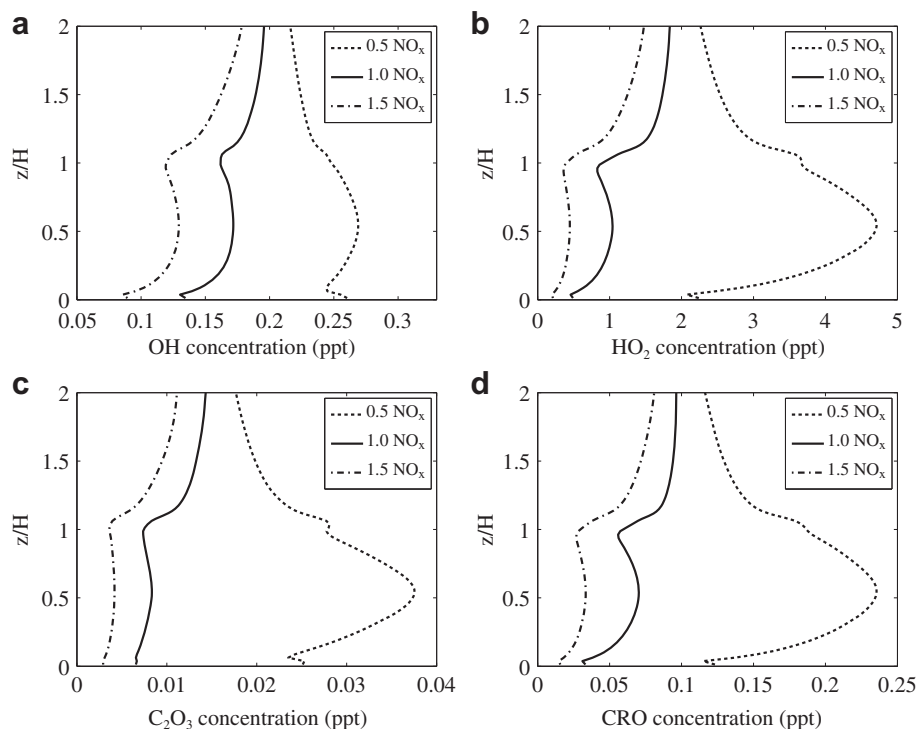 a
2
1.5
1
0.5
0
z/H
0.05 0.1 0.15 0.2 0.25 0.3
OH concentration (ppt)
0.5 NOx
1.0 NOx
1.5 NOx
b
2
1.5
1
0.5
0
z/H
0 1 2 3 4 5
HO2 concentration (ppt)
0.5 NOx
1.0 NOx
1.5 NOx
c
2
1.5
1
0.5
0
z/H
0 0.01 0.02 0.03 0.04
C2O3 concentration (ppt)
0.5 NOx
1.0 NOx
1.5 NOx
d
2
1.5
1
0.5
0
z/H
0 0.05 0.1 0.15 0.2 0.25
CRO concentration (ppt)
0.5 NOx
1.0 NOx
1.5 NOx